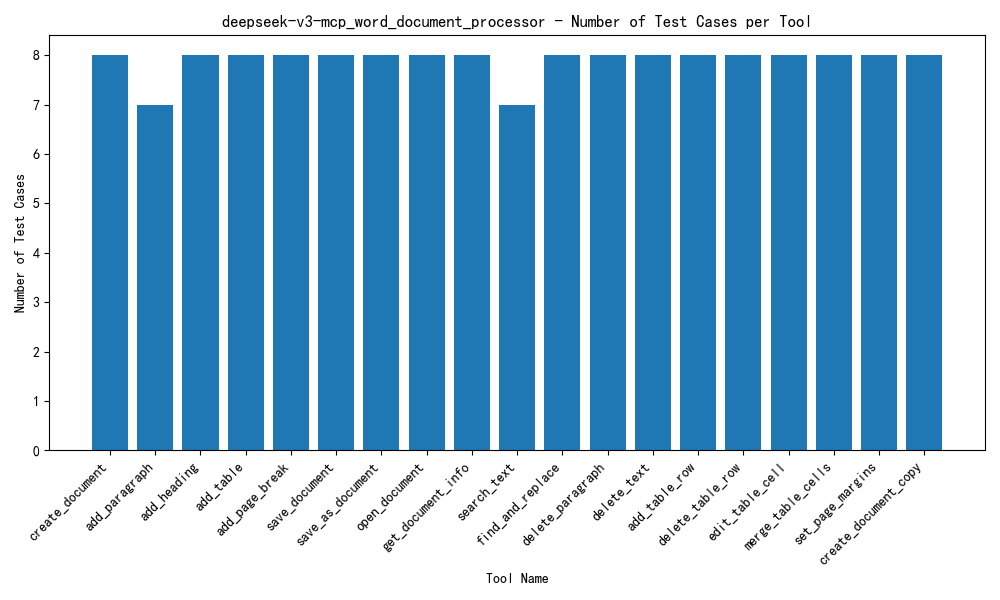 deepseek-v3-mcp_word_document_processor - Number of Test Cases per Tool
Number of Test Cases
8
7
6
5
4
3
2
1
0
create_document
add_paragraph
add_heading
add_table
add_page_break
save_document
save_as_document
open_document
get_document_info
search_text
find_and_replace
delete_paragraph
delete_text
add_table_row
delete_table_row
edit_table_cell
merge_table_cells
set_page_margins
create_document_copy
Tool Name